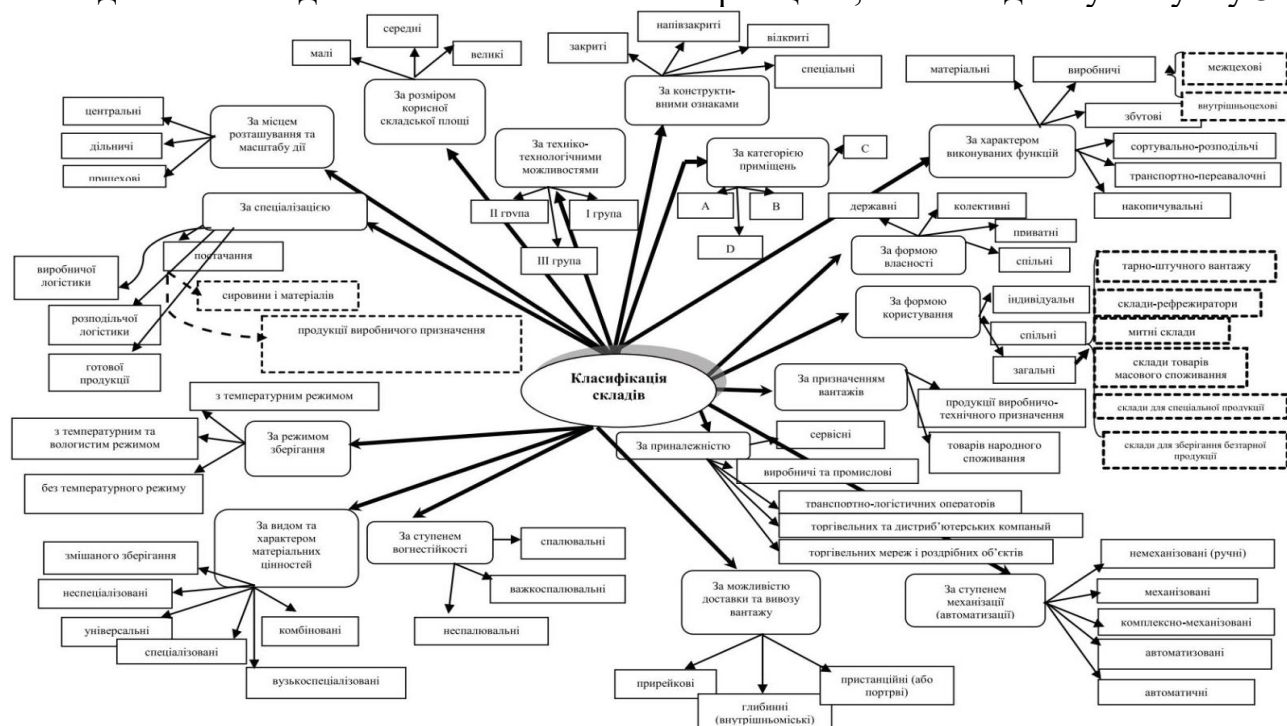 середні
малі
великі
За розміром
корисної
складської площі
напівзакриті
закриті
відкриті
спеціальні
За конструкти-
вними ознаками
матеріальні
виробничі
межцехові
внутрішньоцехові
збутові
За характером
виконуваних функцій
сортувально-розподільчі
транспортно-перевалочні
накопичувальні
центральні
дільничі
прицехові
За місцем
розташування та
масштабу дії
За техніко-
технологічними
можливостями
ІІ група
І група
ІІІ група
За категорією
приміщень
С
А
В
D
державні
колективні
приватні
спільні
За формою
власності
За спеціалізацією
постачання
виробничої
логістики
розподільчої
логістики
готової
продукції
сировини і матеріалів
продукції виробничого призначення
За формою
користування
індивідуальн
спільні
загальні
тарно-штучного вантажу
склади-рефрежиратори
митні склади
склади товарів
масового споживання
склади для спеціальної продукції
склади для зберігання безтарної
продукції
Класифікація
складів
За призначенням
вантажів
продукції виробничо-
технічного призначення
товарів народного
споживання
За приналежністю
сервісні
виробничі та промислові
транспортно-логістичних операторів
торгівельних та дистриб’ютерських компаный
торгівельних мереж і роздрібних об’єктів
з температурним режимом
з температурним та
вологистим режимом
без температурного режиму
За режимом
зберігання
За видом та
характером
матеріальних
цінностей
змішаного зберігання
неспеціалізовані
універсальні
спеціалізовані
комбіновані
вузькоспеціалізовані
За ступенем
вогнестійкості
спалювальні
важкоспалювальні
неспалювальні
За можливістю
доставки та вивозу
вантажу
прирейкові
глибинні
(внутрішньоміські)
пристанційні (або
портрві)
За ступенем
механізації
(автоматизації)
немеханізовані (ручні)
механізовані
комплексно-механізовані
автоматизовані
автоматичні